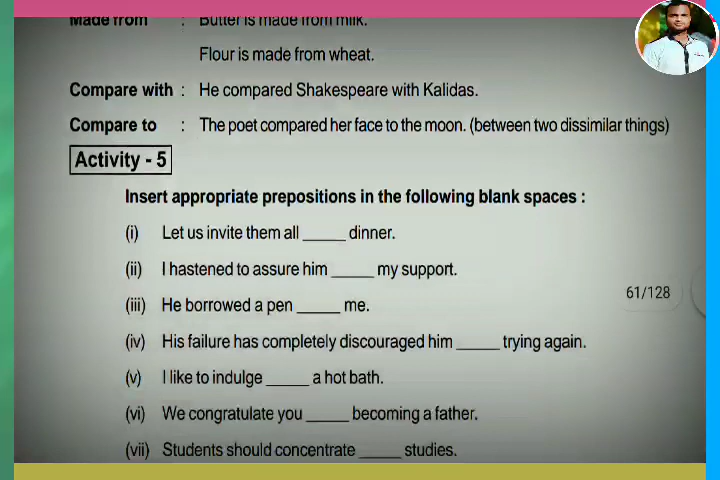 Made from : Butter is made from milk.
Flour is made from wheat.
Compare with : He compared Shakespeare with Kalidas.
Compare to : The poet compared her face to the moon. (between two dissimilar things)
Activity - 5
Insert appropriate prepositions in the following blank spaces :
(i) Let us invite them all _____ dinner.
(ii) I hastened to assure him _____ my support.
(iii) He borrowed a pen _____ me.
(iv) His failure has completely discouraged him _____ trying again.
(v) I like to indulge _____ a hot bath.
(vi) We congratulate you _____ becoming a father.
(vii) Students should concentrate _____ studies.
61/128